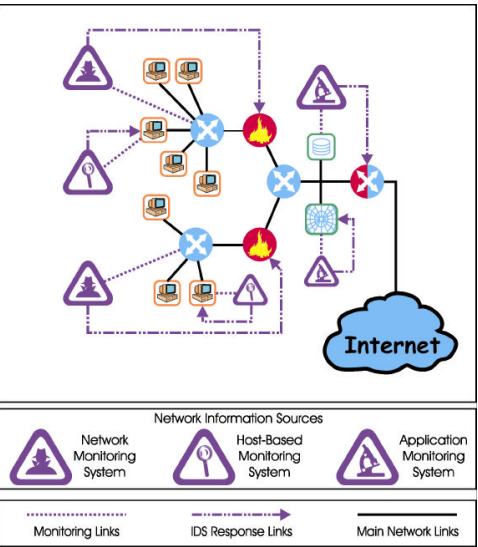 Internet
Network Information Sources
Network
Monitoring
System
Host-Based
Monitoring
System
Application
Monitoring
System
Monitoring Links
IDS Response Links
Main Network Links